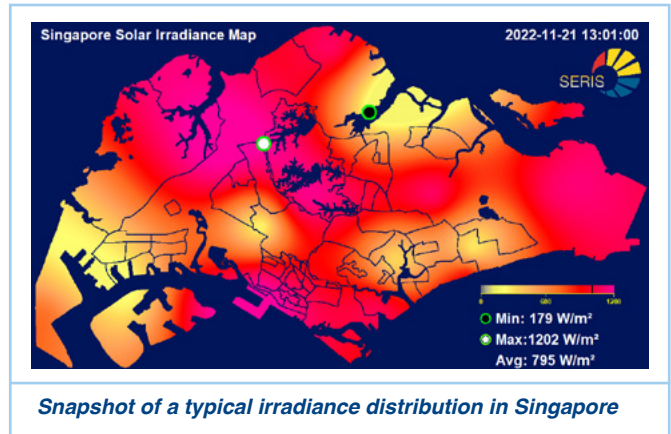 Singapore Solar Irradiance Map
2022-11-21 13:01:00
SERIS
0 600 1200
Min: 179 W/m²
Max:1202 W/m²
Avg: 795 W/m²
Snapshot of a typical irradiance distribution in Singapore